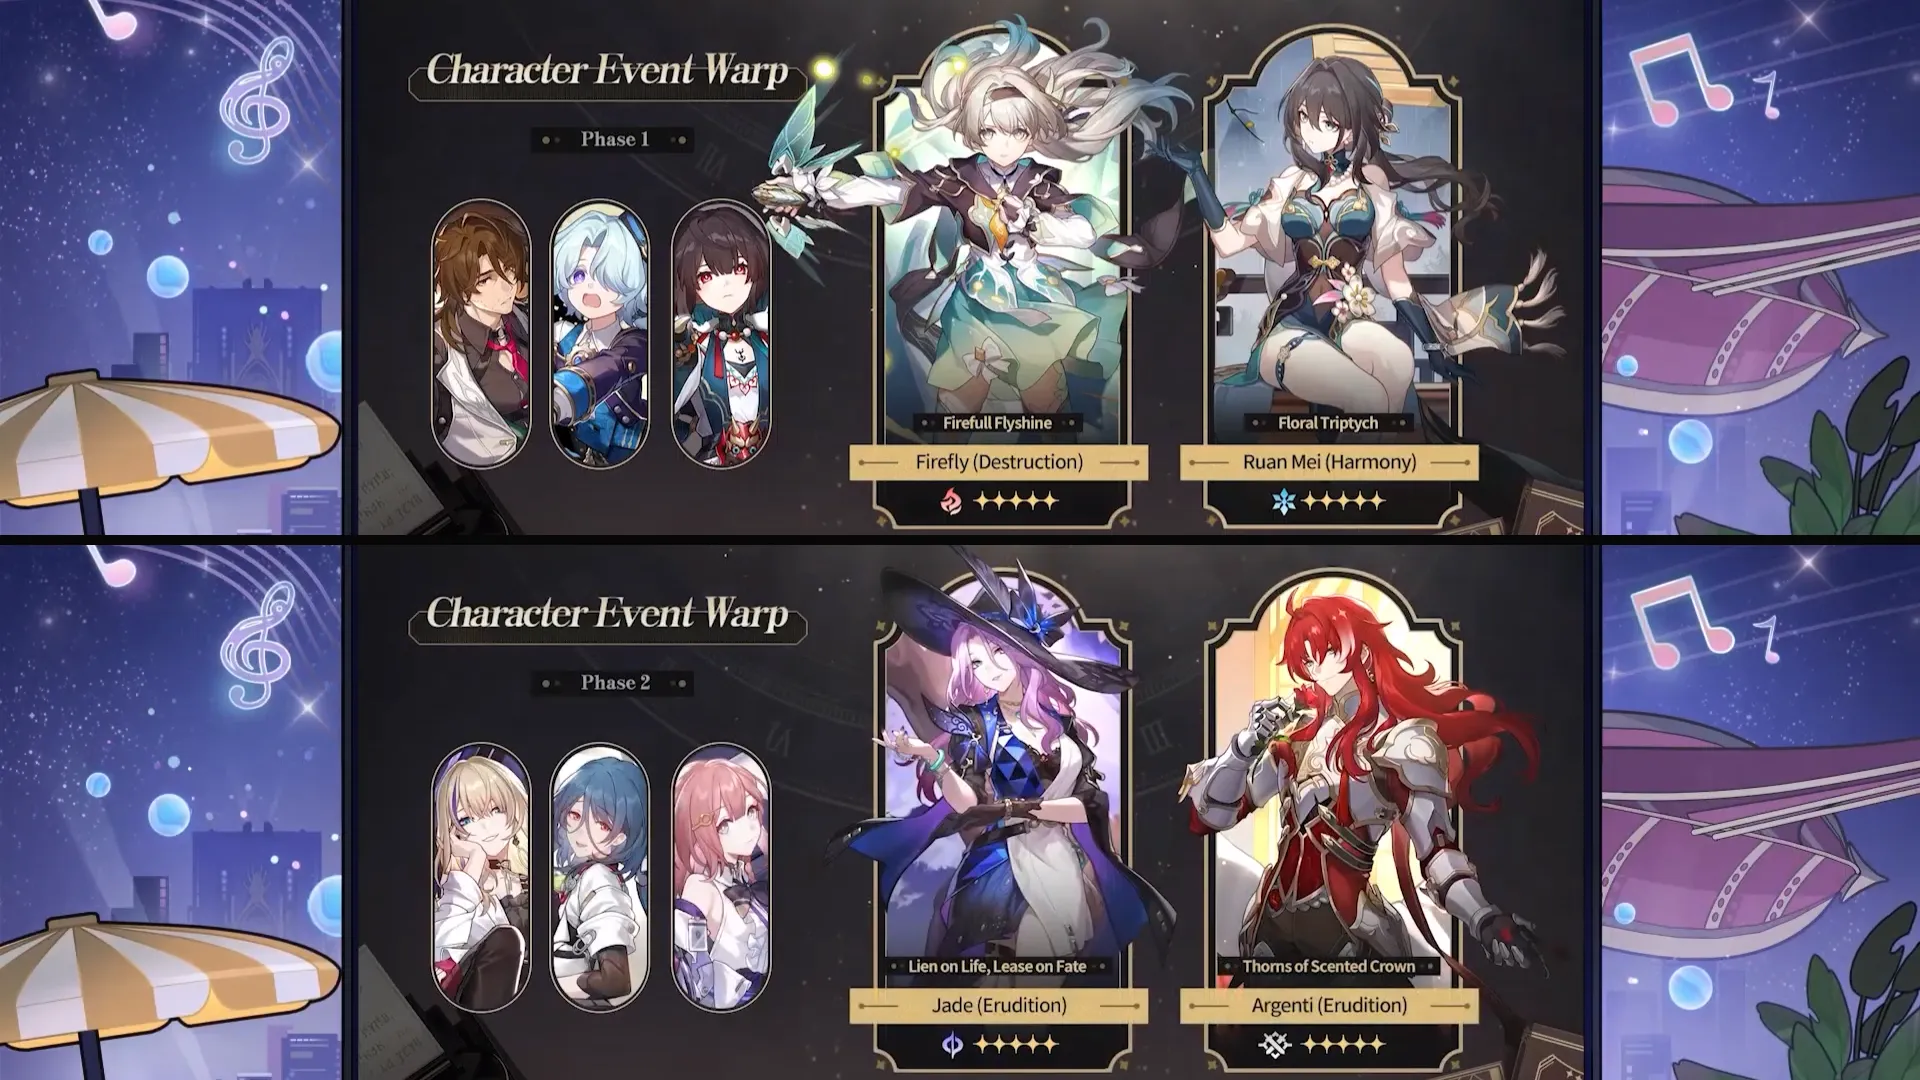 Character Event Warp
Phase 1
Firefull Flyshine
Firefly (Destruction)
Floral Triptych
Ruan Mei (Harmony)
Character Event Warp
Phase 2
Lien on Life, Lease on Fate
Jade (Erudition)
Thorns of Scented Crown
Argenti (Erudition)